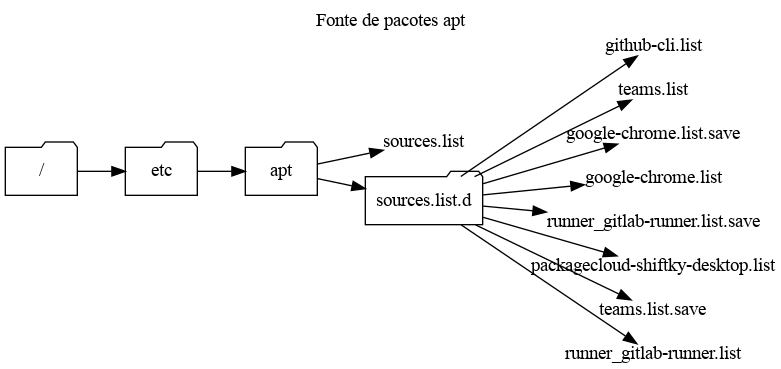 Fonte de pacotes apt
/
etc
apt
sources.list
sources.list.d
github-cli.list
teams.list
google-chrome.list.save
google-chrome.list
runner_gitlab-runner.list.save
packagecloud-shiftky-desktop.list
teams.list.save
runner_gitlab-runner.list